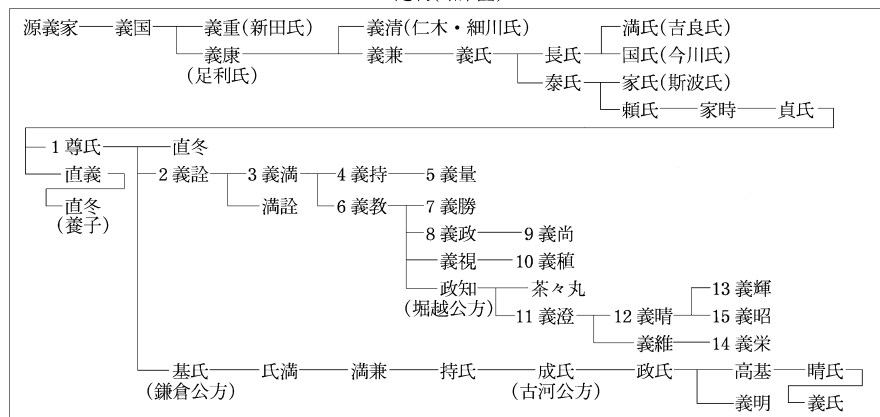 源義家 義国 義重(新田氏) 義清(仁木・細川氏) 満氏(吉良氏)
義康 義兼 義氏 長氏 国氏(今川氏)
(足利氏)
泰氏 家氏(斯波氏)
頼氏 家時 貞氏
1 尊氏 直冬
直義 2 義詮 3 義満 4 義持 5 義量
直冬 満詮 6 義教 7 義勝
(養子)
8 義政 9 義尚
義視 10 義稙
政知 茶々丸 13 義輝
(堀越公方)
11 義澄 12 義晴 15 義昭
義維 14 義栄
基氏 氏満 満兼 持氏 成氏 政氏 高基 晴氏
(鎌倉公方) (古河公方)
義明 義氏